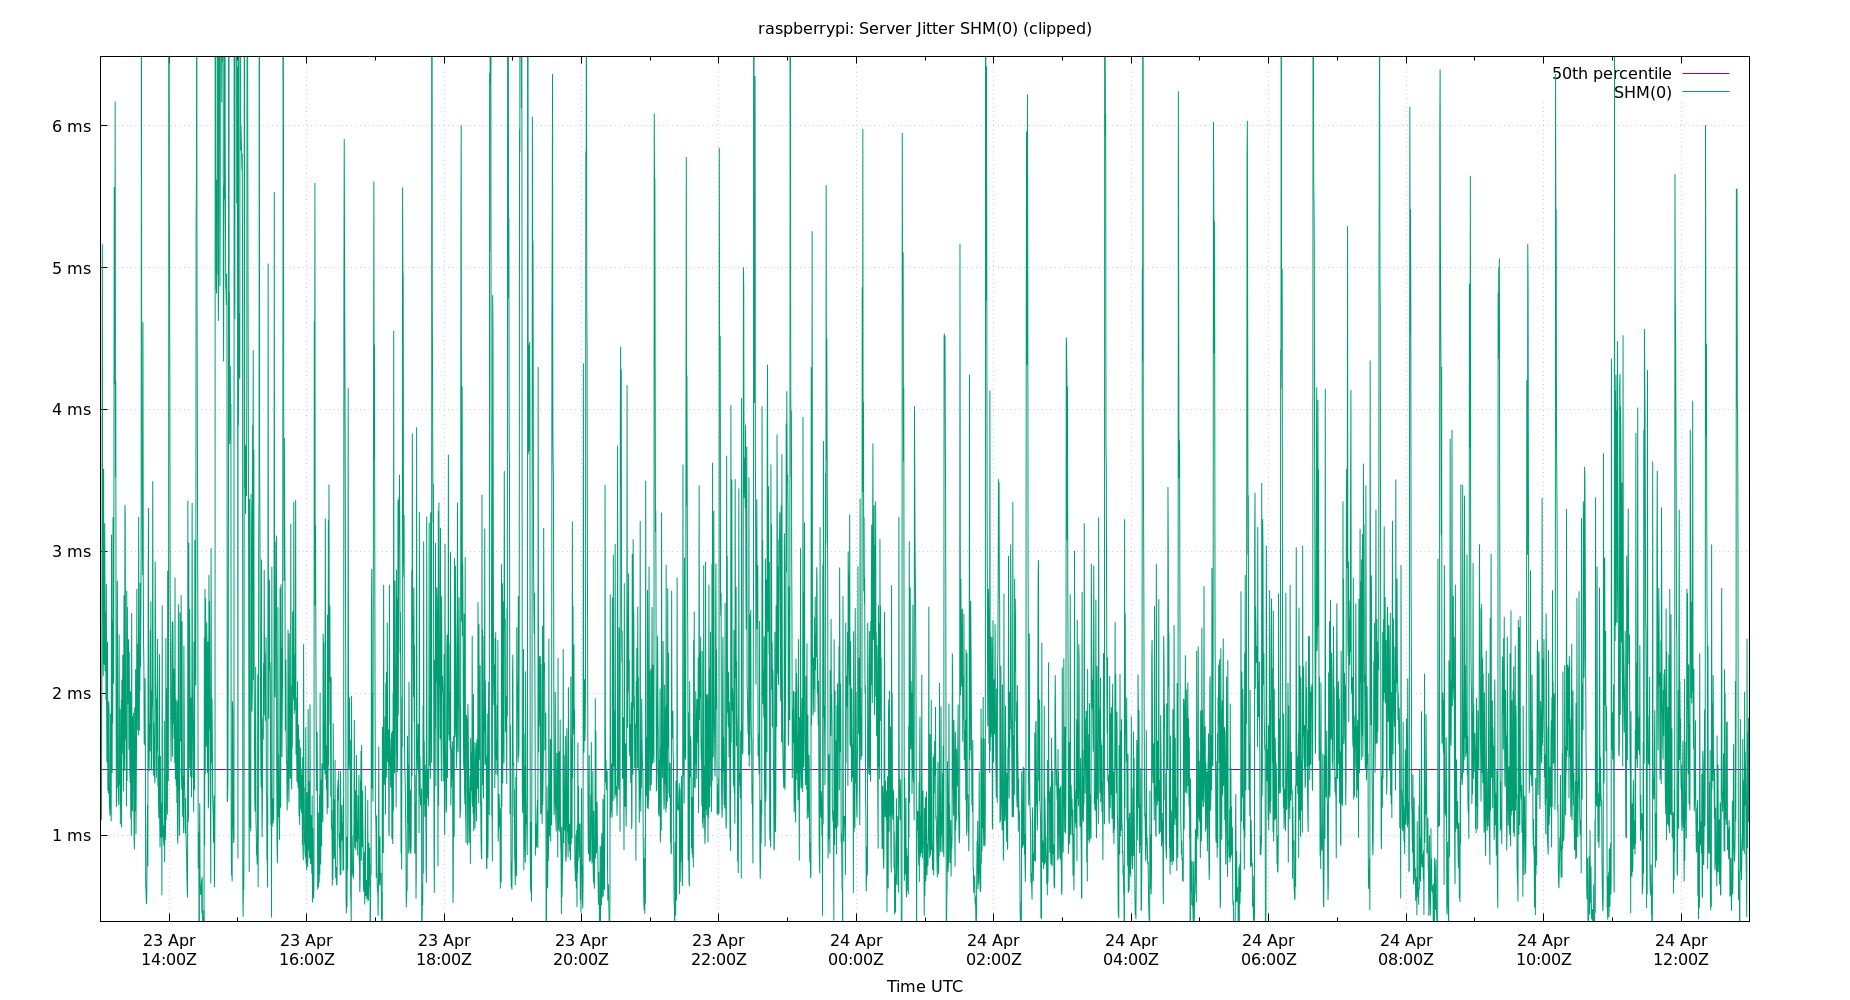 raspberrypi: Server Jitter SHM(0) (clipped)
50th percentile
SHM(0)
6 ms
5 ms
4 ms
3 ms
2 ms
1 ms
23 Apr 23 Apr 23 Apr 23 Apr 23 Apr 24 Apr 24 Apr 24 Apr 24 Apr 24 Apr 24 Apr 24 Apr
14:00Z 16:00Z 18:00Z 20:00Z 22:00Z 00:00Z 02:00Z 04:00Z 06:00Z 08:00Z 10:00Z 12:00Z
Time UTC